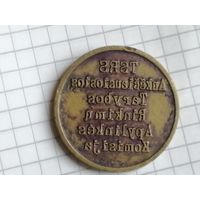 TSRS
Aukščiausiosios
Tarybos
Rinkimų
Apylinkės
Komisija